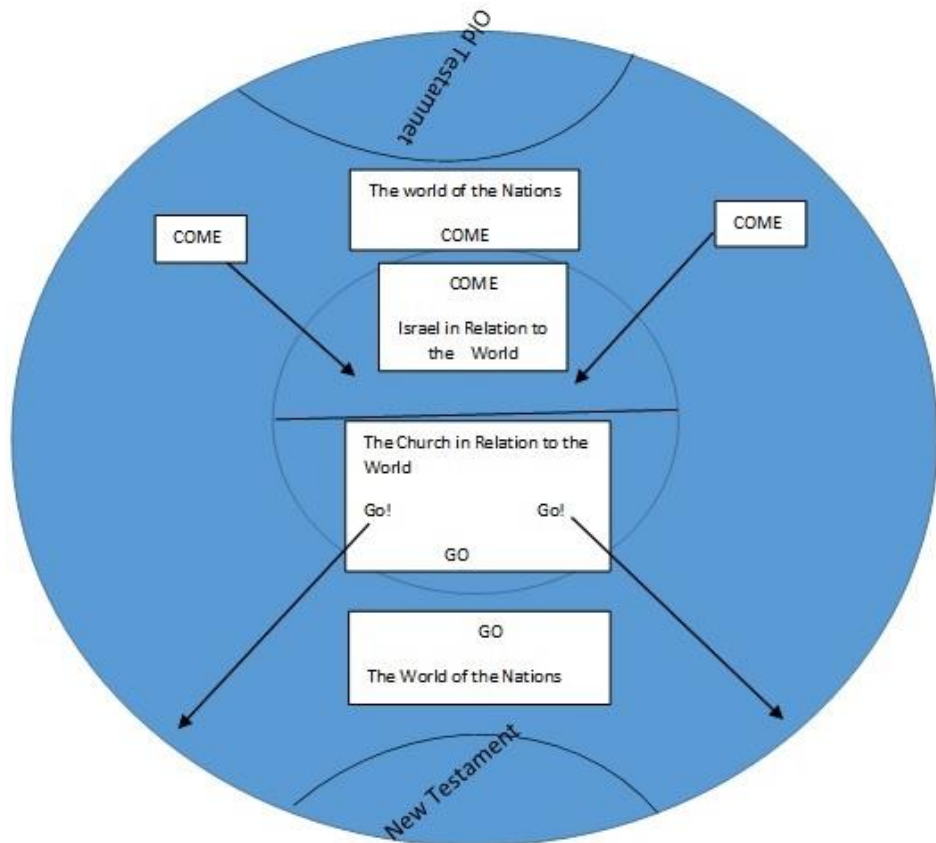 Old Testamnet
The world of the Nations
COME
COME
COME
COME
Israel in Relation to
the World
The Church in Relation to the
World
Go! Go!
GO
GO
The World of the Nations
New Testament